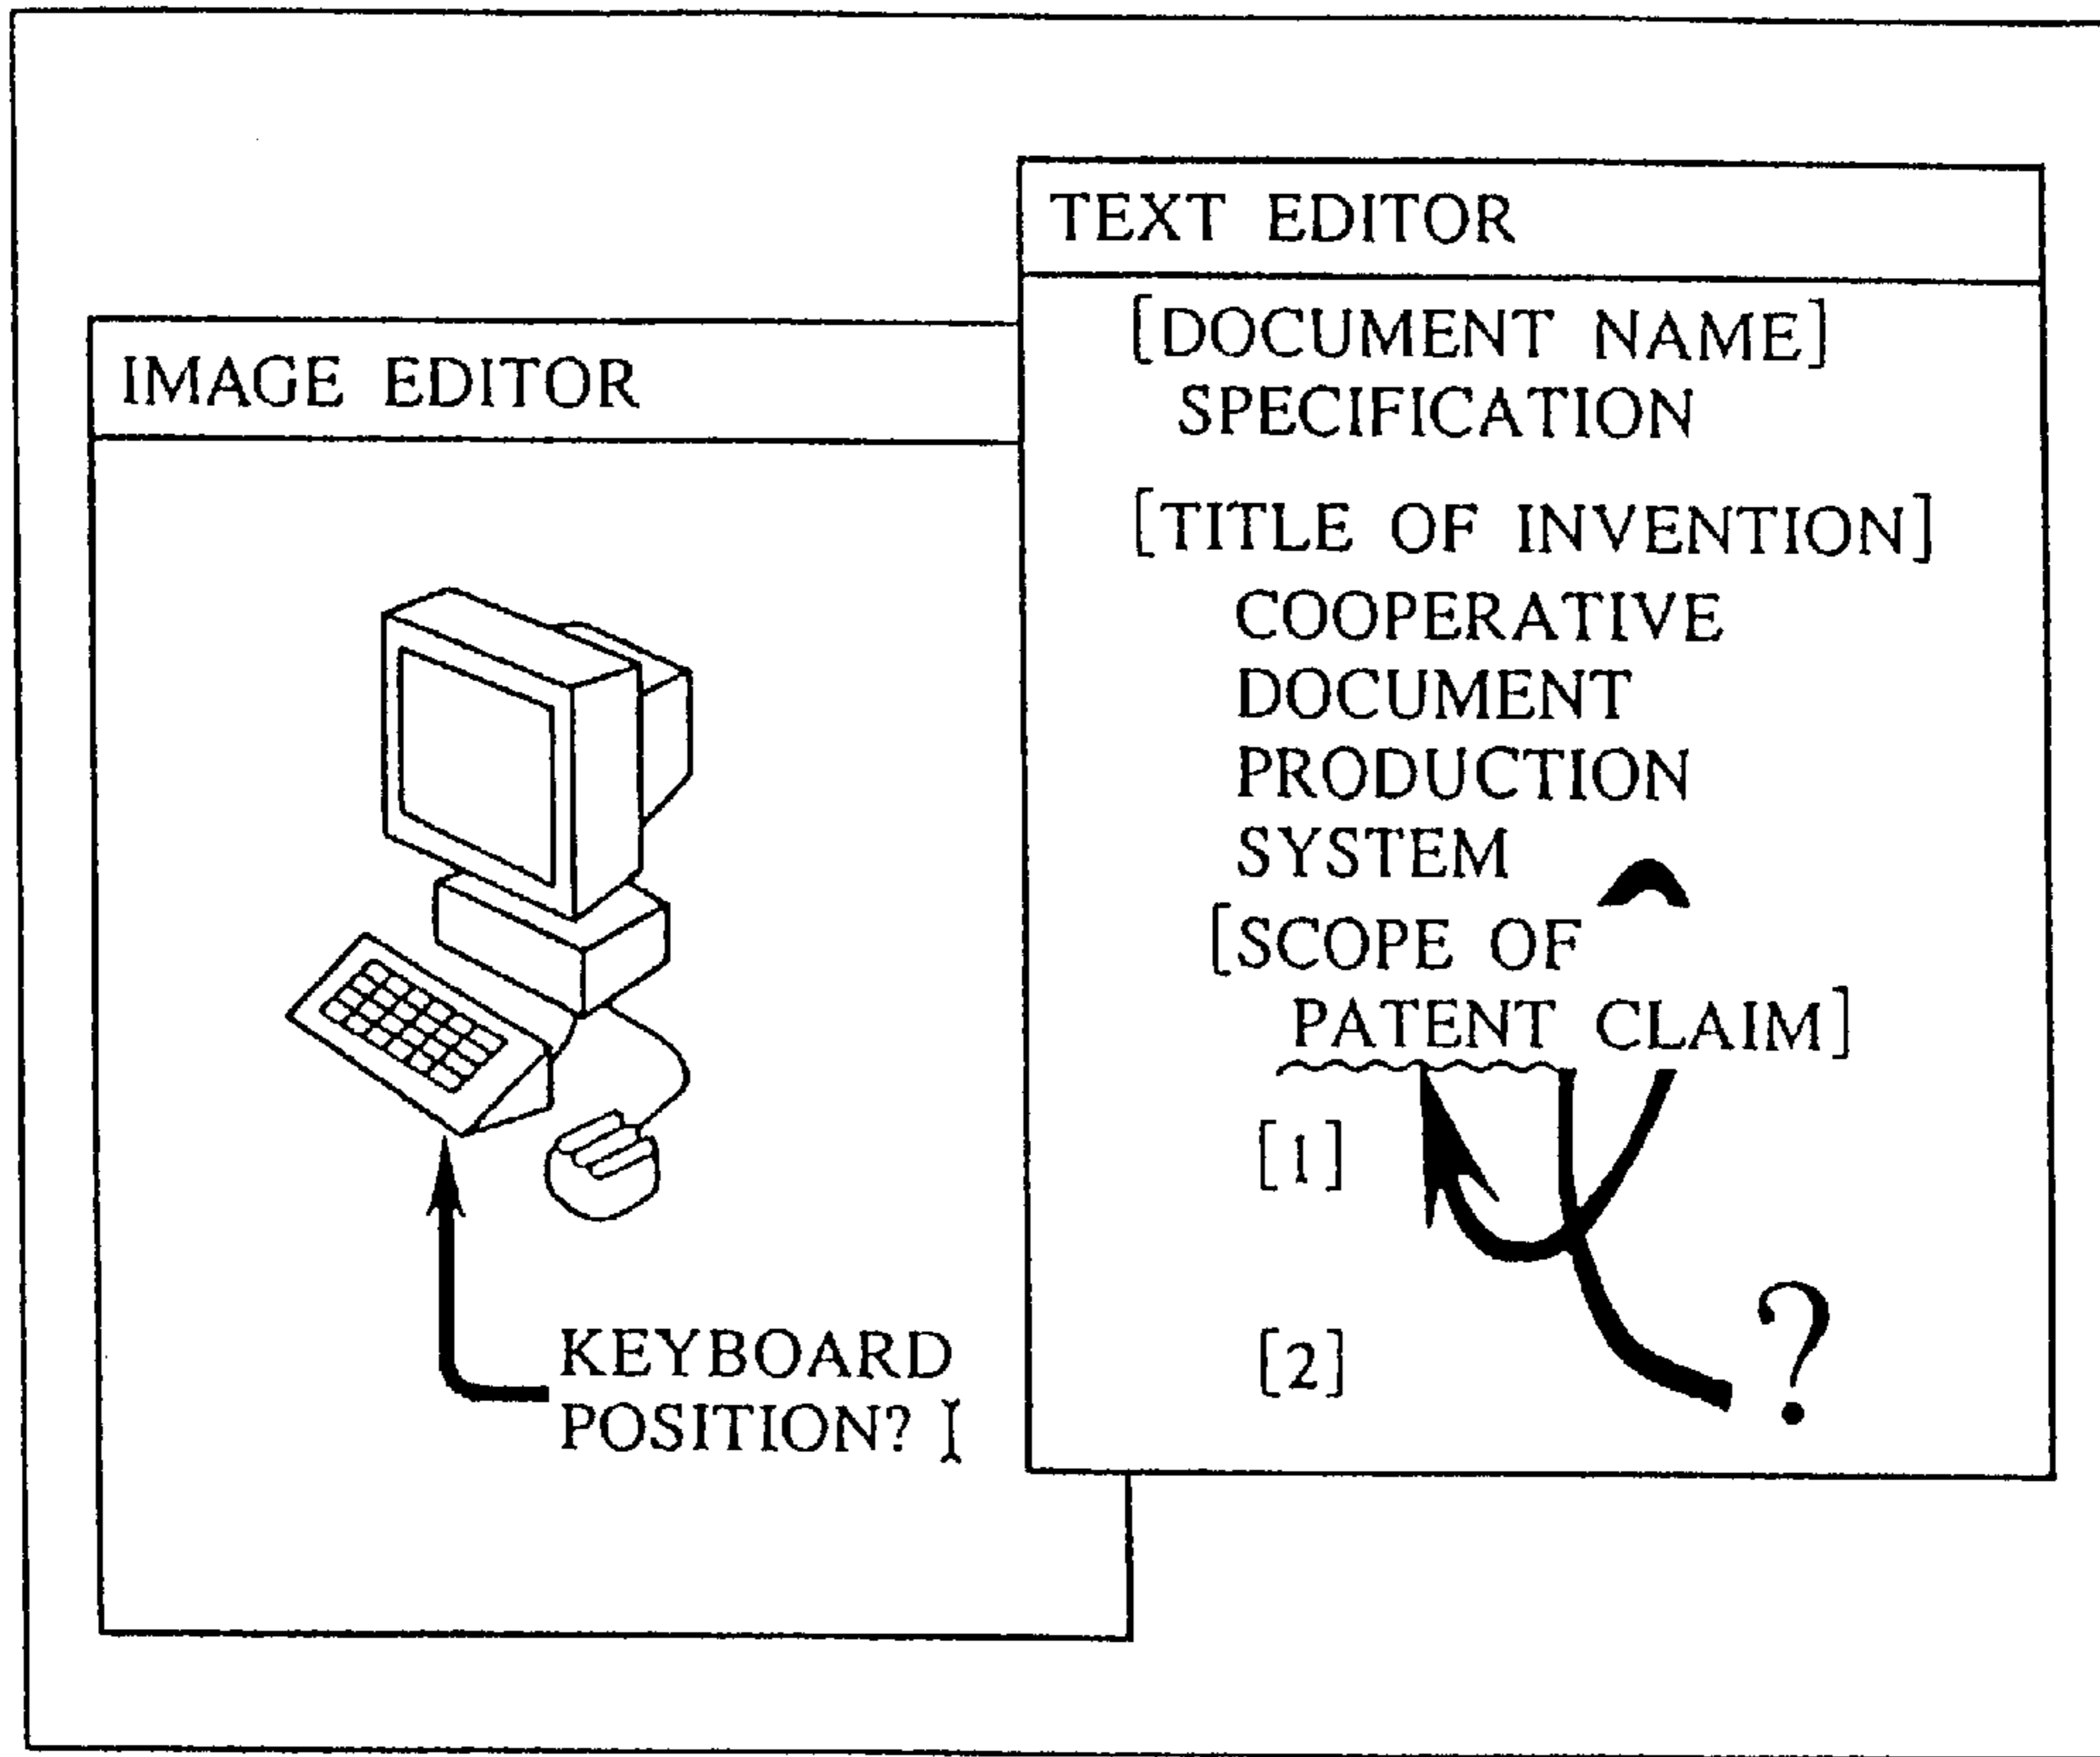 IMAGE EDITOR
KEYBOARD
POSITION?
TEXT EDITOR
[DOCUMENT NAME]
SPECIFICATION
[TITLE OF INVENTION]
COOPERATIVE
DOCUMENT
PRODUCTION
SYSTEM
[SCOPE OF
PATENT CLAIM]
[1]
[2]
?